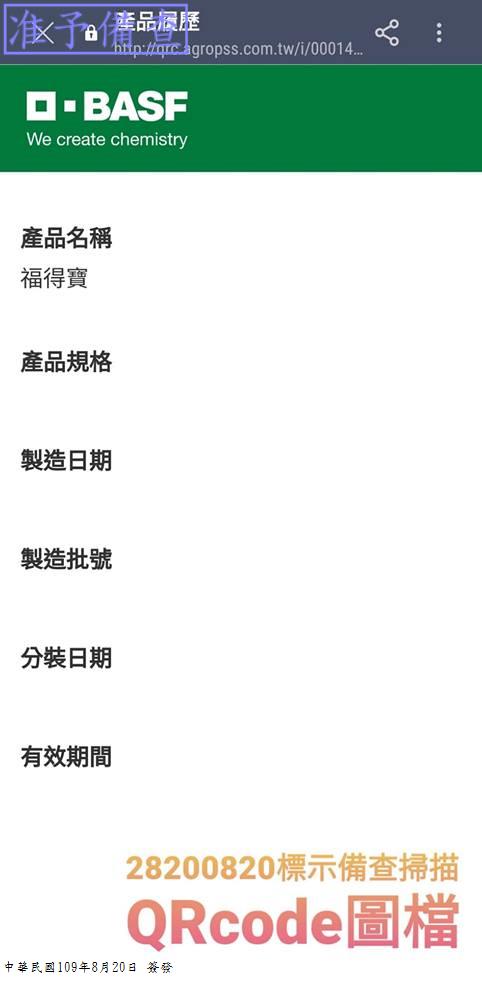 准予備查
產品履歷
http://qrc.agropss.com.tw/i/00014...
BASF
We create chemistry
產品名稱
福得寶
產品規格
製造日期
製造批號
分裝日期
有效期間
28200820標示備查掃描
QRcode圖檔
中華民國109年8月20日 簽發